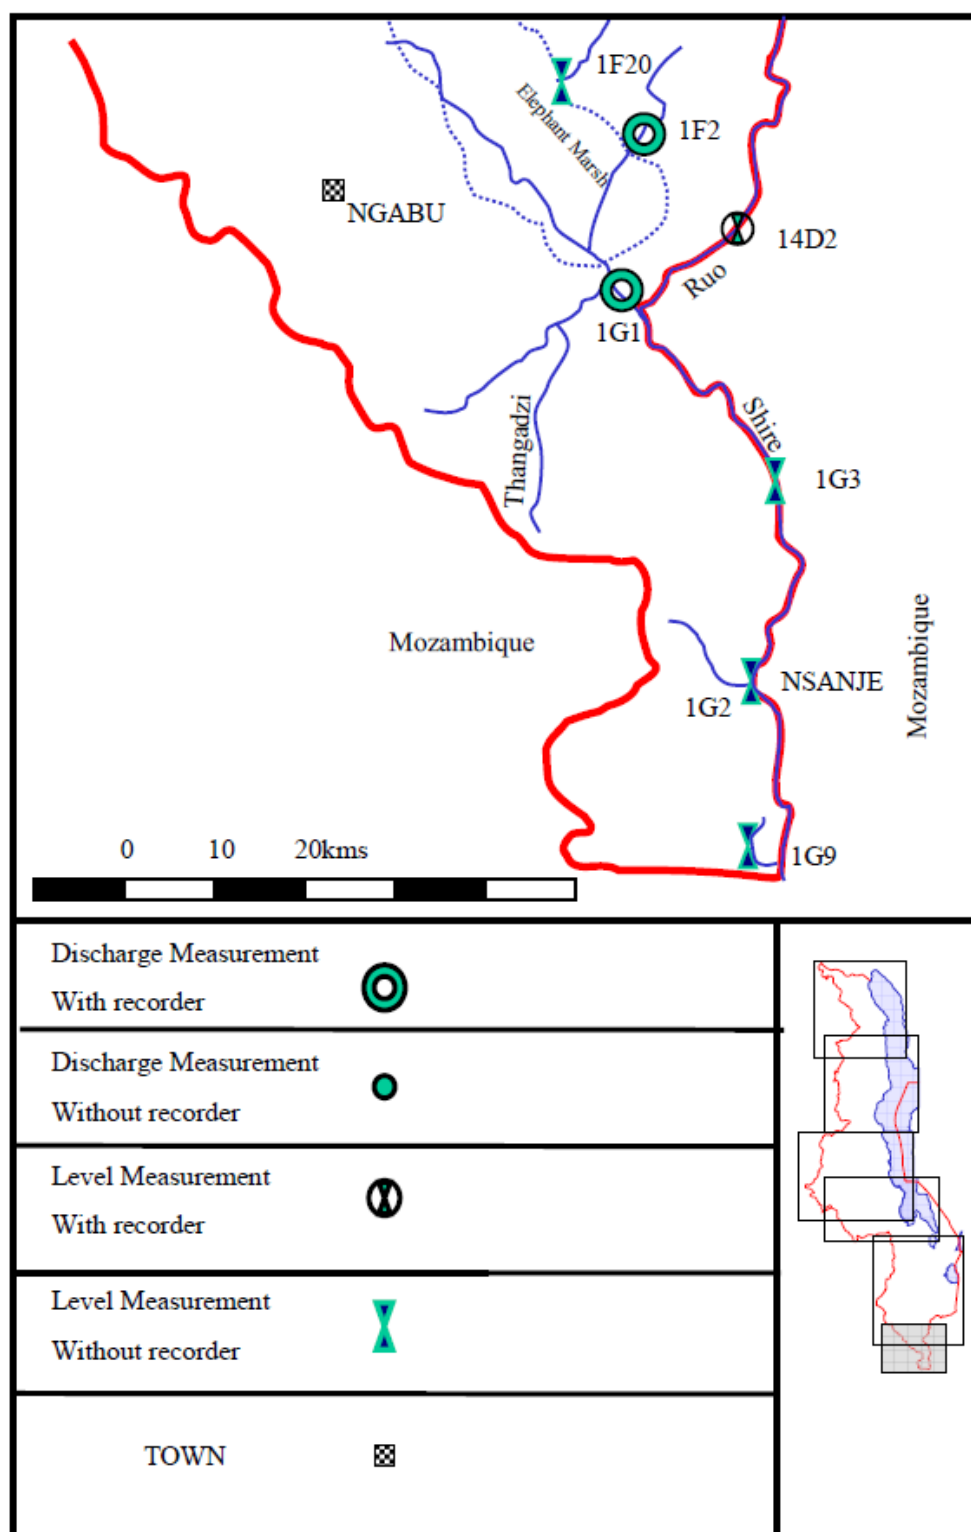 1F20
Elephant Marsh
1F2
NGABU
14D2
Ruo
1G1
Shire
Thangadzi
1G3
Mozambique
Mozambique
NSANJE
1G2
0 10 20kms
1G9
Discharge Measurement
With recorder
Discharge Measurement
Without recorder
Level Measurement
With recorder
Level Measurement
Without recorder
TOWN